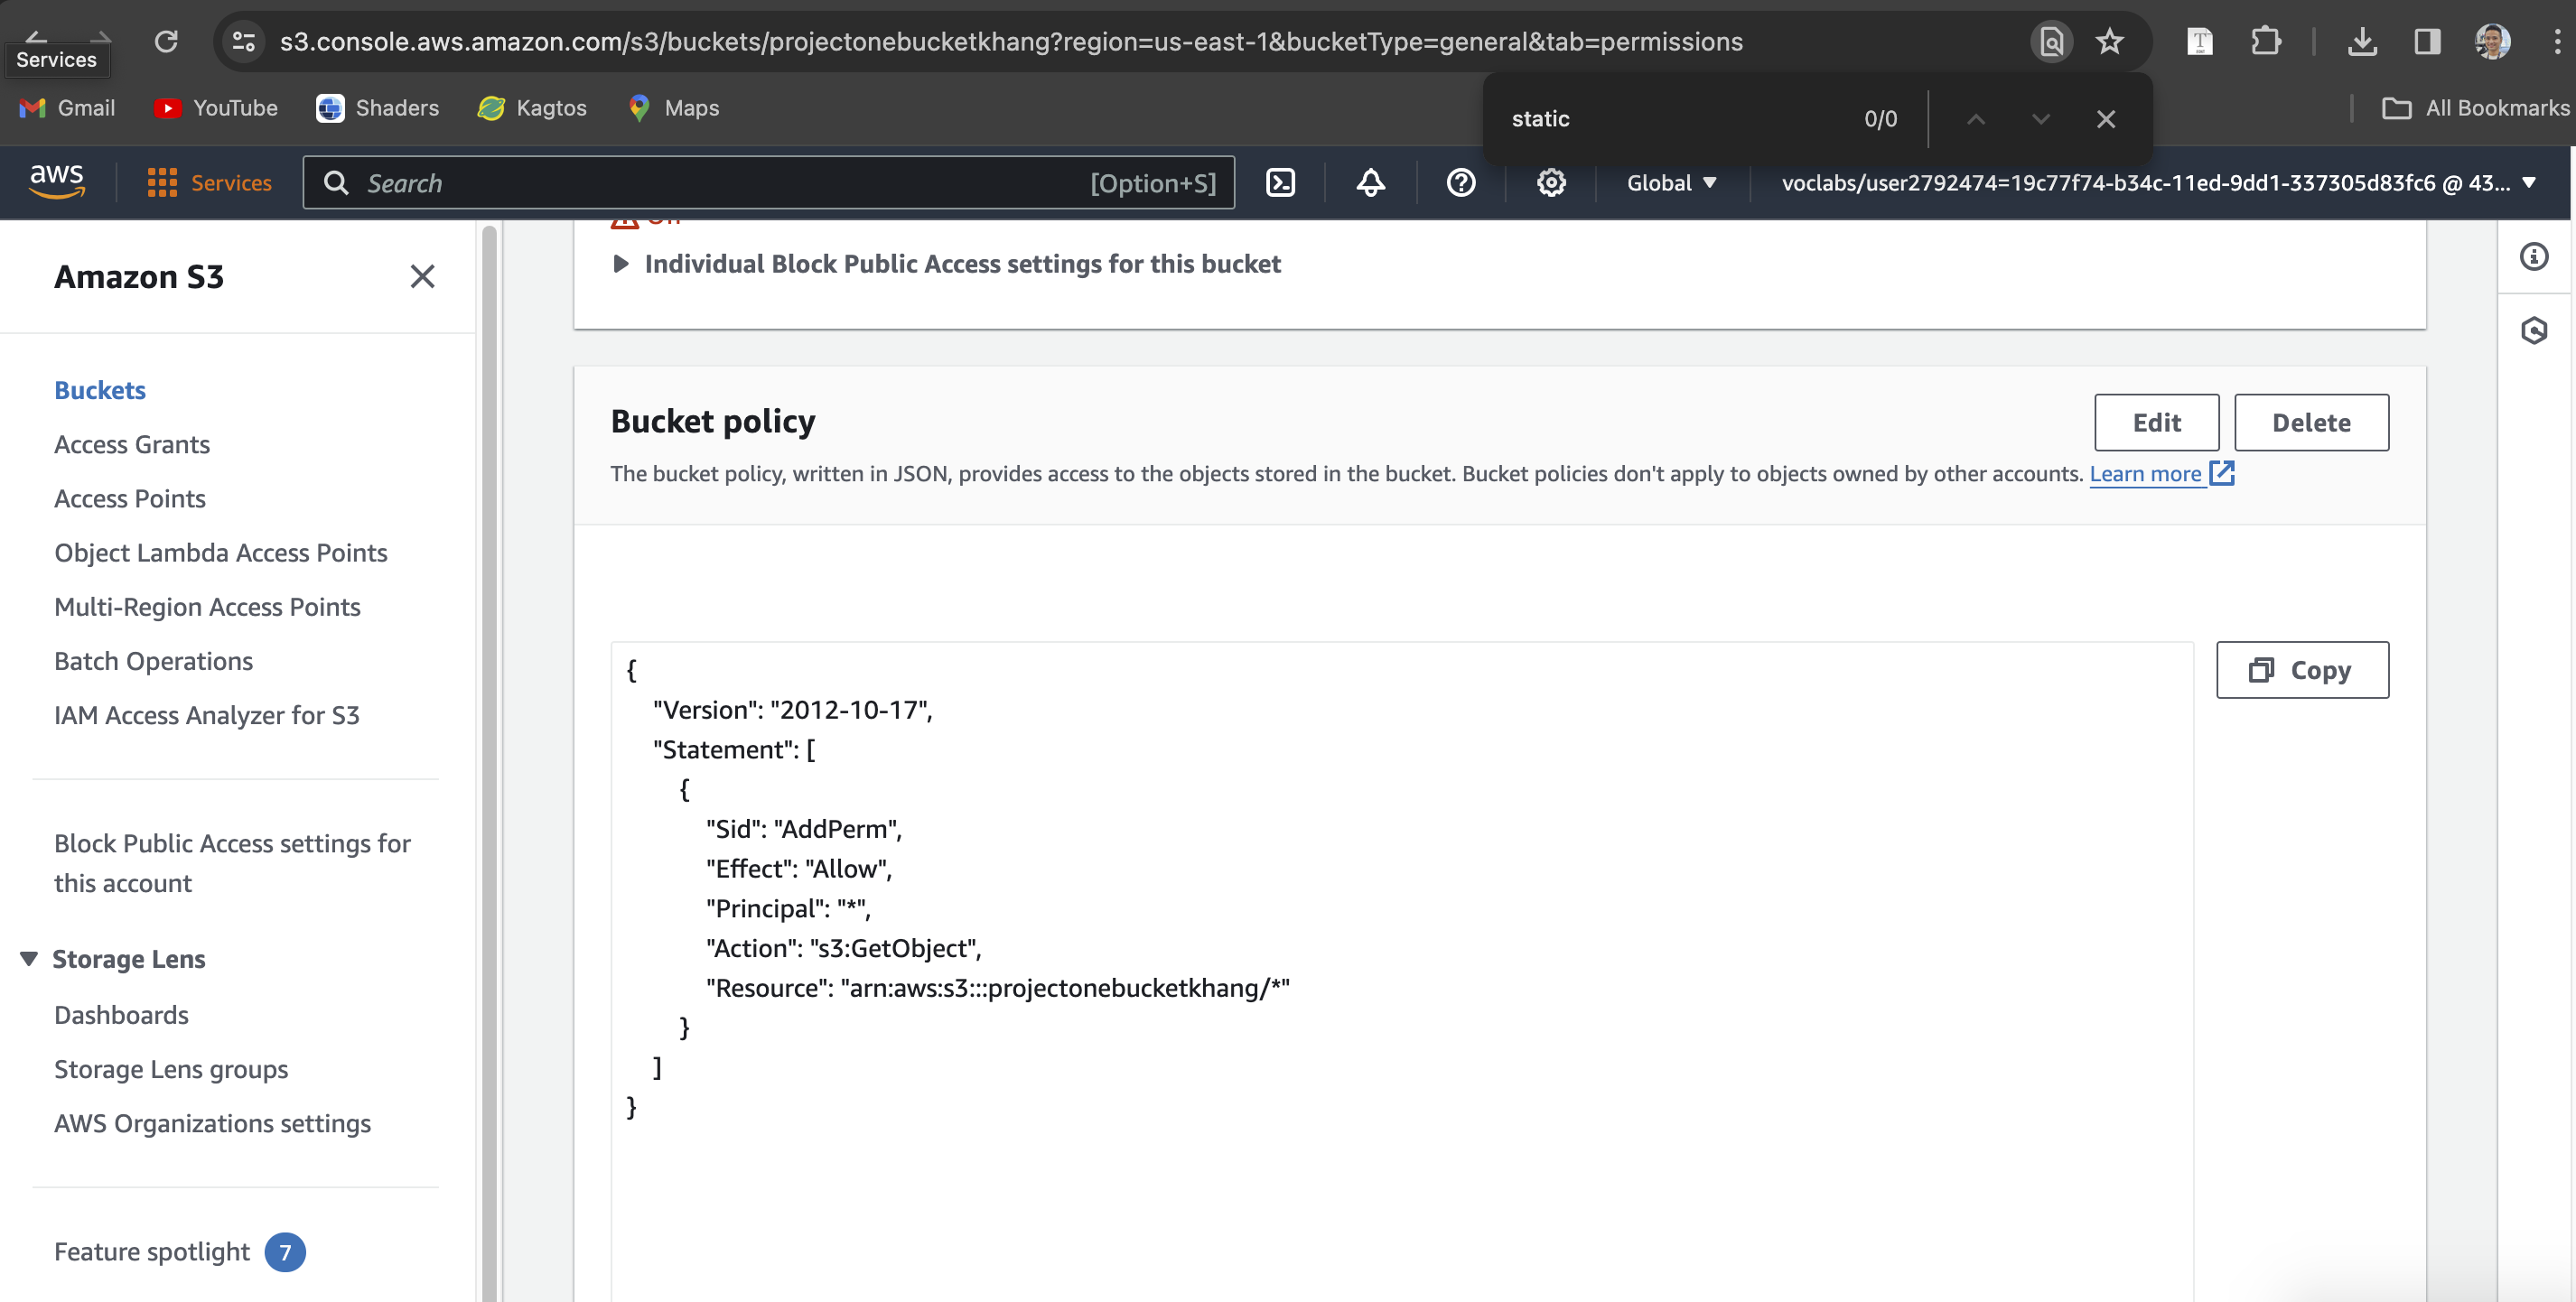 s3.console.aws.amazon.com/s3/buckets/projectonebucketkhang?region=us-east-1&bucketType=general&tab=permissions
Services
Gmail
YouTube
Shaders
Kagtos
Maps
static
0/0
All Bookmarks
aws
Services
Search
[Option+S]
Global
voclabs/user2792474=19c77f74-b34c-11ed-9dd1-337305d83fc6 @ 43...
Amazon S3
Buckets
Access Grants
Access Points
Object Lambda Access Points
Multi-Region Access Points
Batch Operations
IAM Access Analyzer for S3
Block Public Access settings for
this account
Storage Lens
Dashboards
Storage Lens groups
AWS Organizations settings
Feature spotlight 7
Individual Block Public Access settings for this bucket
Bucket policy
Edit
Delete
The bucket policy, written in JSON, provides access to the objects stored in the bucket. Bucket policies don't apply to objects owned by other accounts. Learn more
Copy
{
"Version": "2012-10-17",
"Statement": [
{
"Sid": "AddPerm",
"Effect": "Allow",
"Principal": "*",
"Action": "s3:GetObject",
"Resource": "arn:aws:s3:::projectonebucketkhang/*"
}
]
}